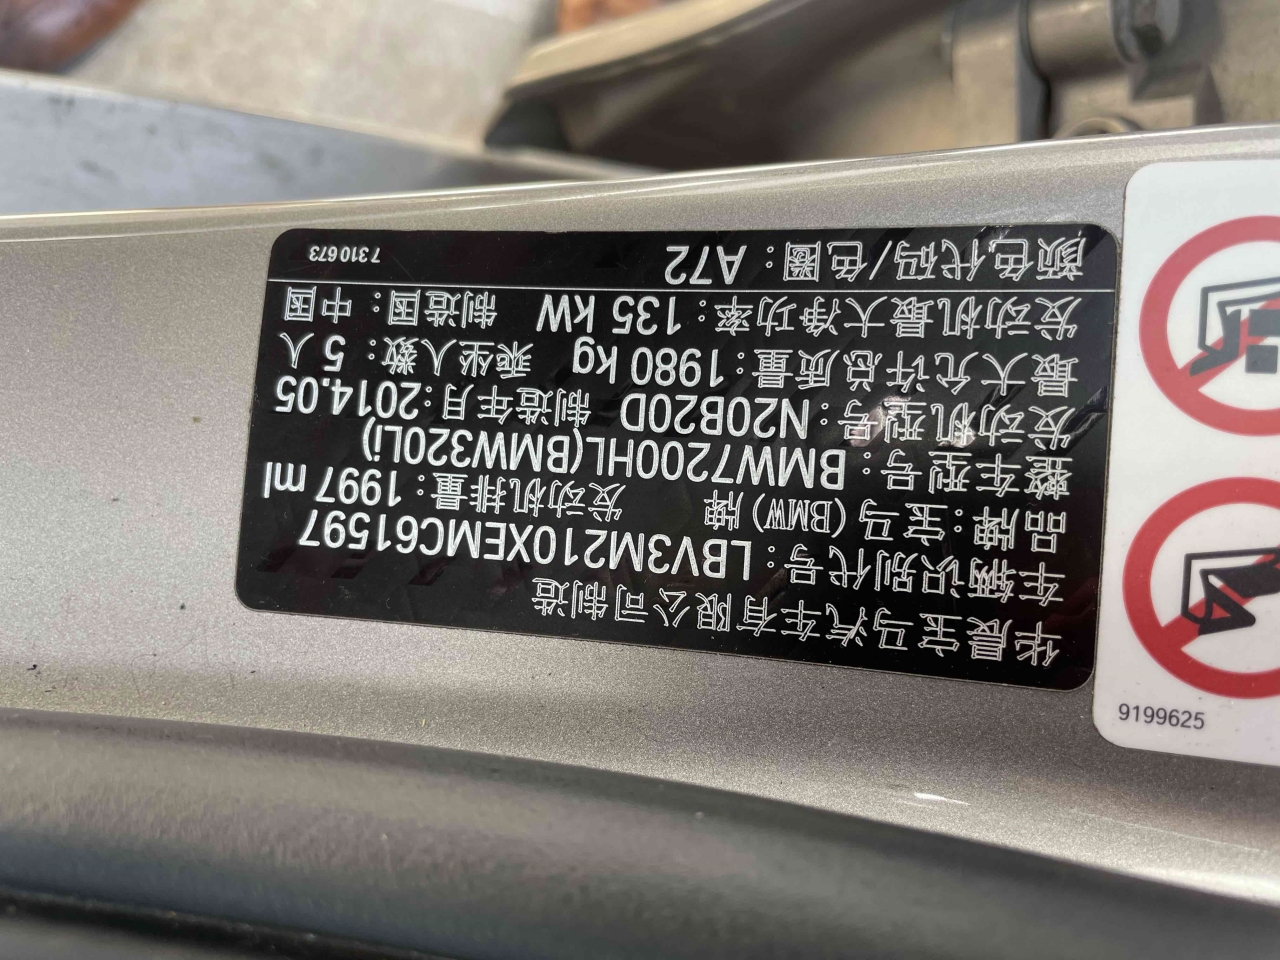 华晨宝马汽车有限公司制造
车辆识别代号：LBV3M210XEMC61597
品牌：宝马(BMW)牌 发动机排量：1997 ml
整车型号：BMW7200HL(BMW320Li)
发动机型号：N20B20D 制造年月：2014.05
最大允许总质量：1980 kg 乘坐人数：5 人
发动机最大净功率：135 kW 制造国：中国
颜色代码/色圈：A72 7310673
9199625